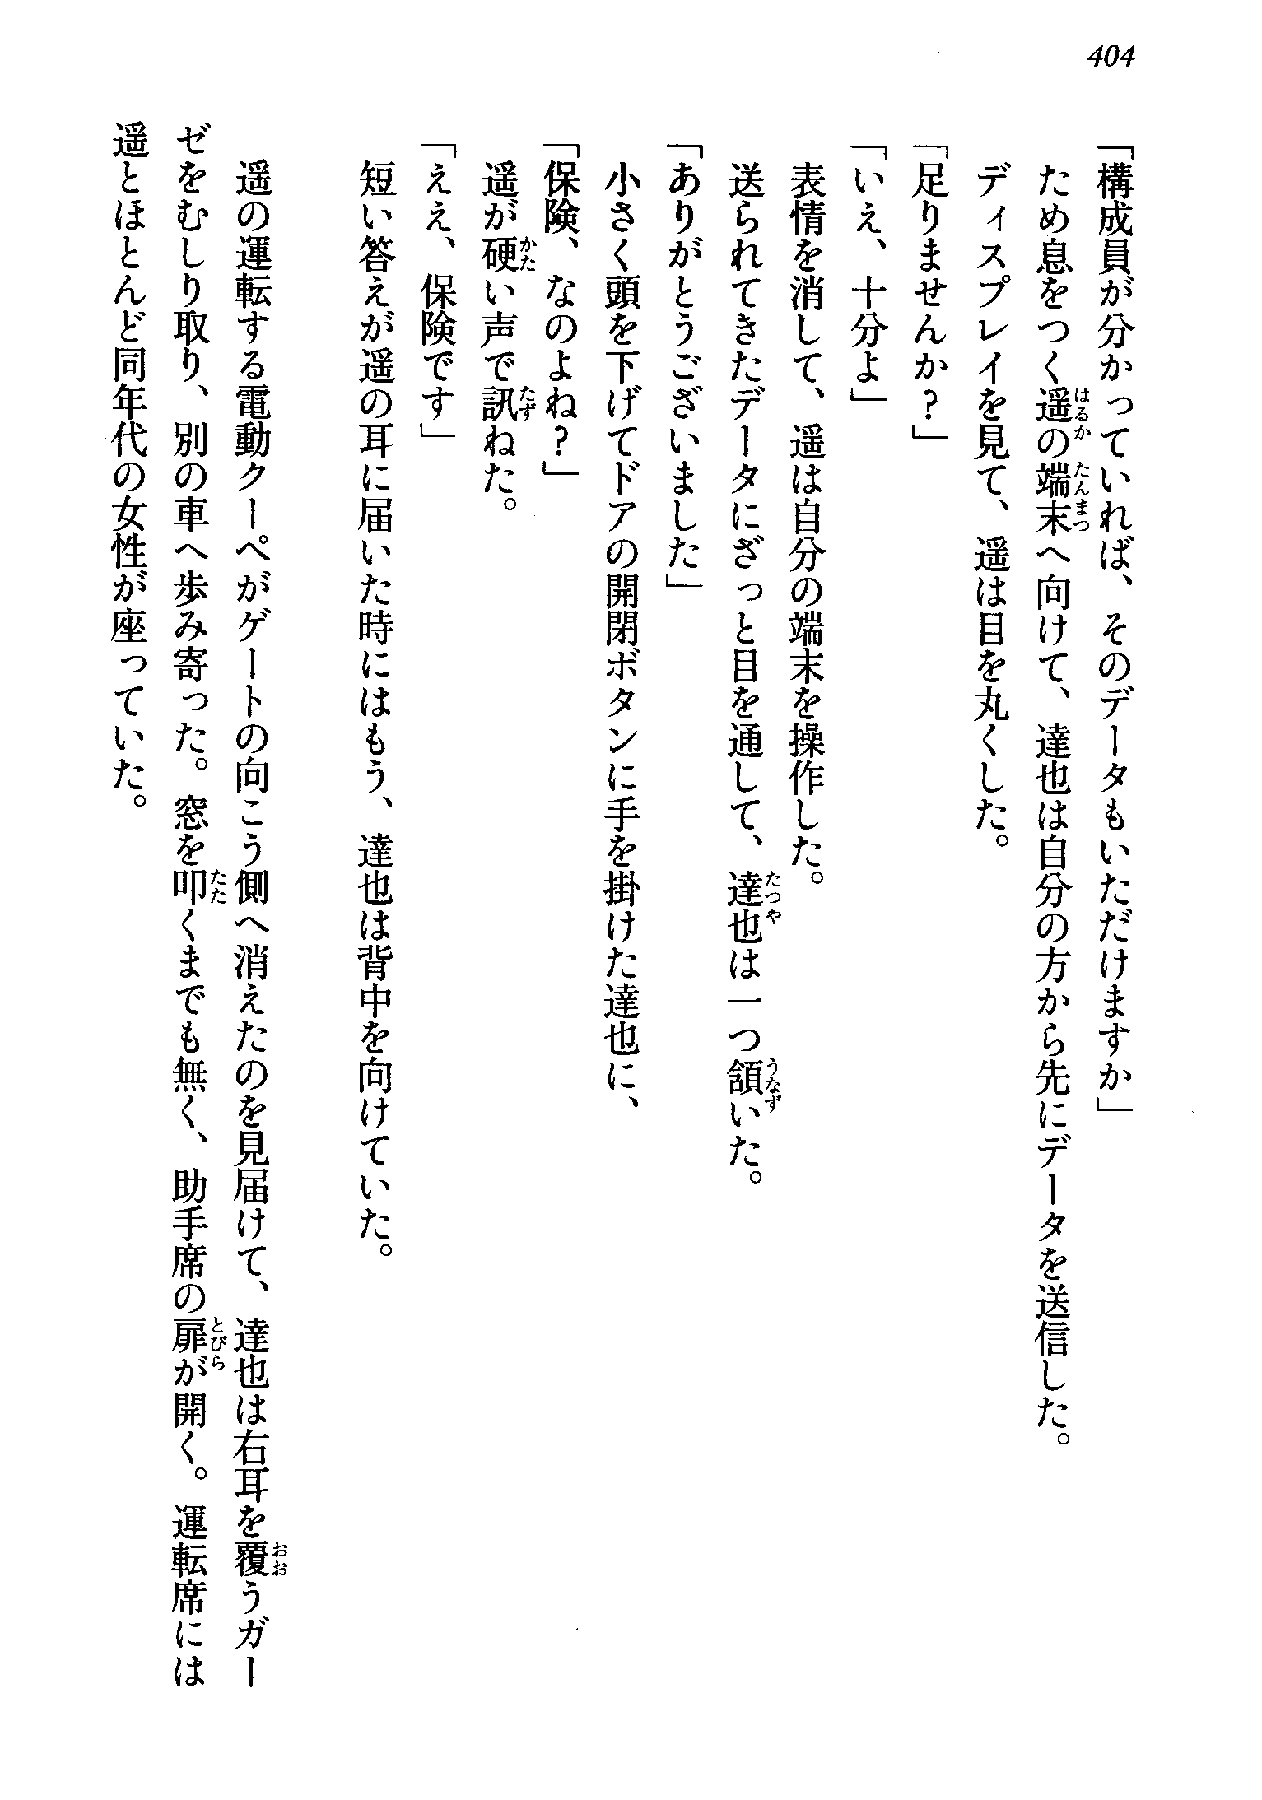 404
「構成員が分かっていれば、そのデータもいただけますか」
ため息をつく遥の端末へ向けて、達也は自分の方から先にデータを送信した。
ディスプレイを見て、遥は目を丸くした。
「足りませんか？」
「いえ、十分よ」
表情を消して、遥は自分の端末を操作した。
送られてきたデータにざっと目を通して、達也は一つ頷いた。
「ありがとうございました」
小さく頭を下げてドアの開閉ボタンに手を掛けた達也に、
「保険、なのよね？」
遥が硬い声で訊ねた。
「ええ、保険です」
短い答えが遥の耳に届いた時にはもう、達也は背中を向けていた。
遥の運転する電動クーペがゲートの向こう側へ消えたのを見届けて、達也は右耳を覆うガー
ゼをむしり取り、別の車へ歩み寄った。窓を叩くまでも無く、助手席の扉が開く。運転席には
遥とほとんど同年代の女性が座っていた。